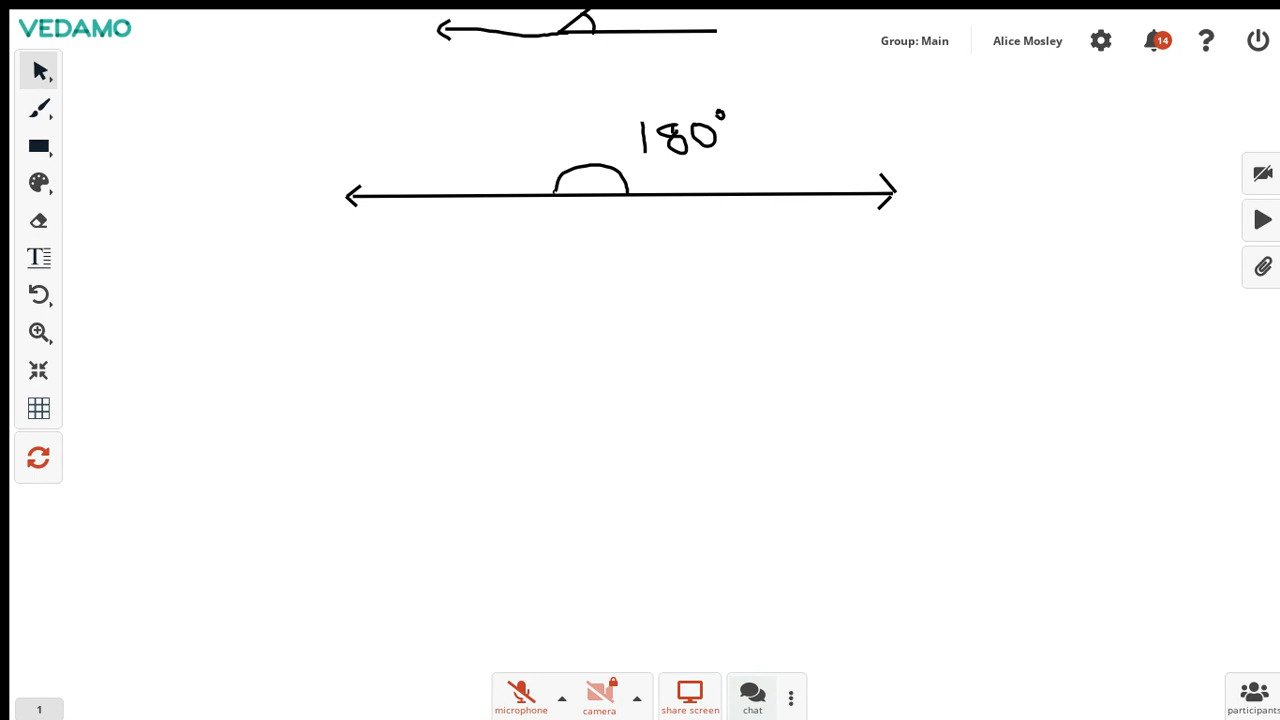 VEDAMO
Group: Main
Alice Mosley
14
180°
1
microphone
camera
share screen
chat
participants